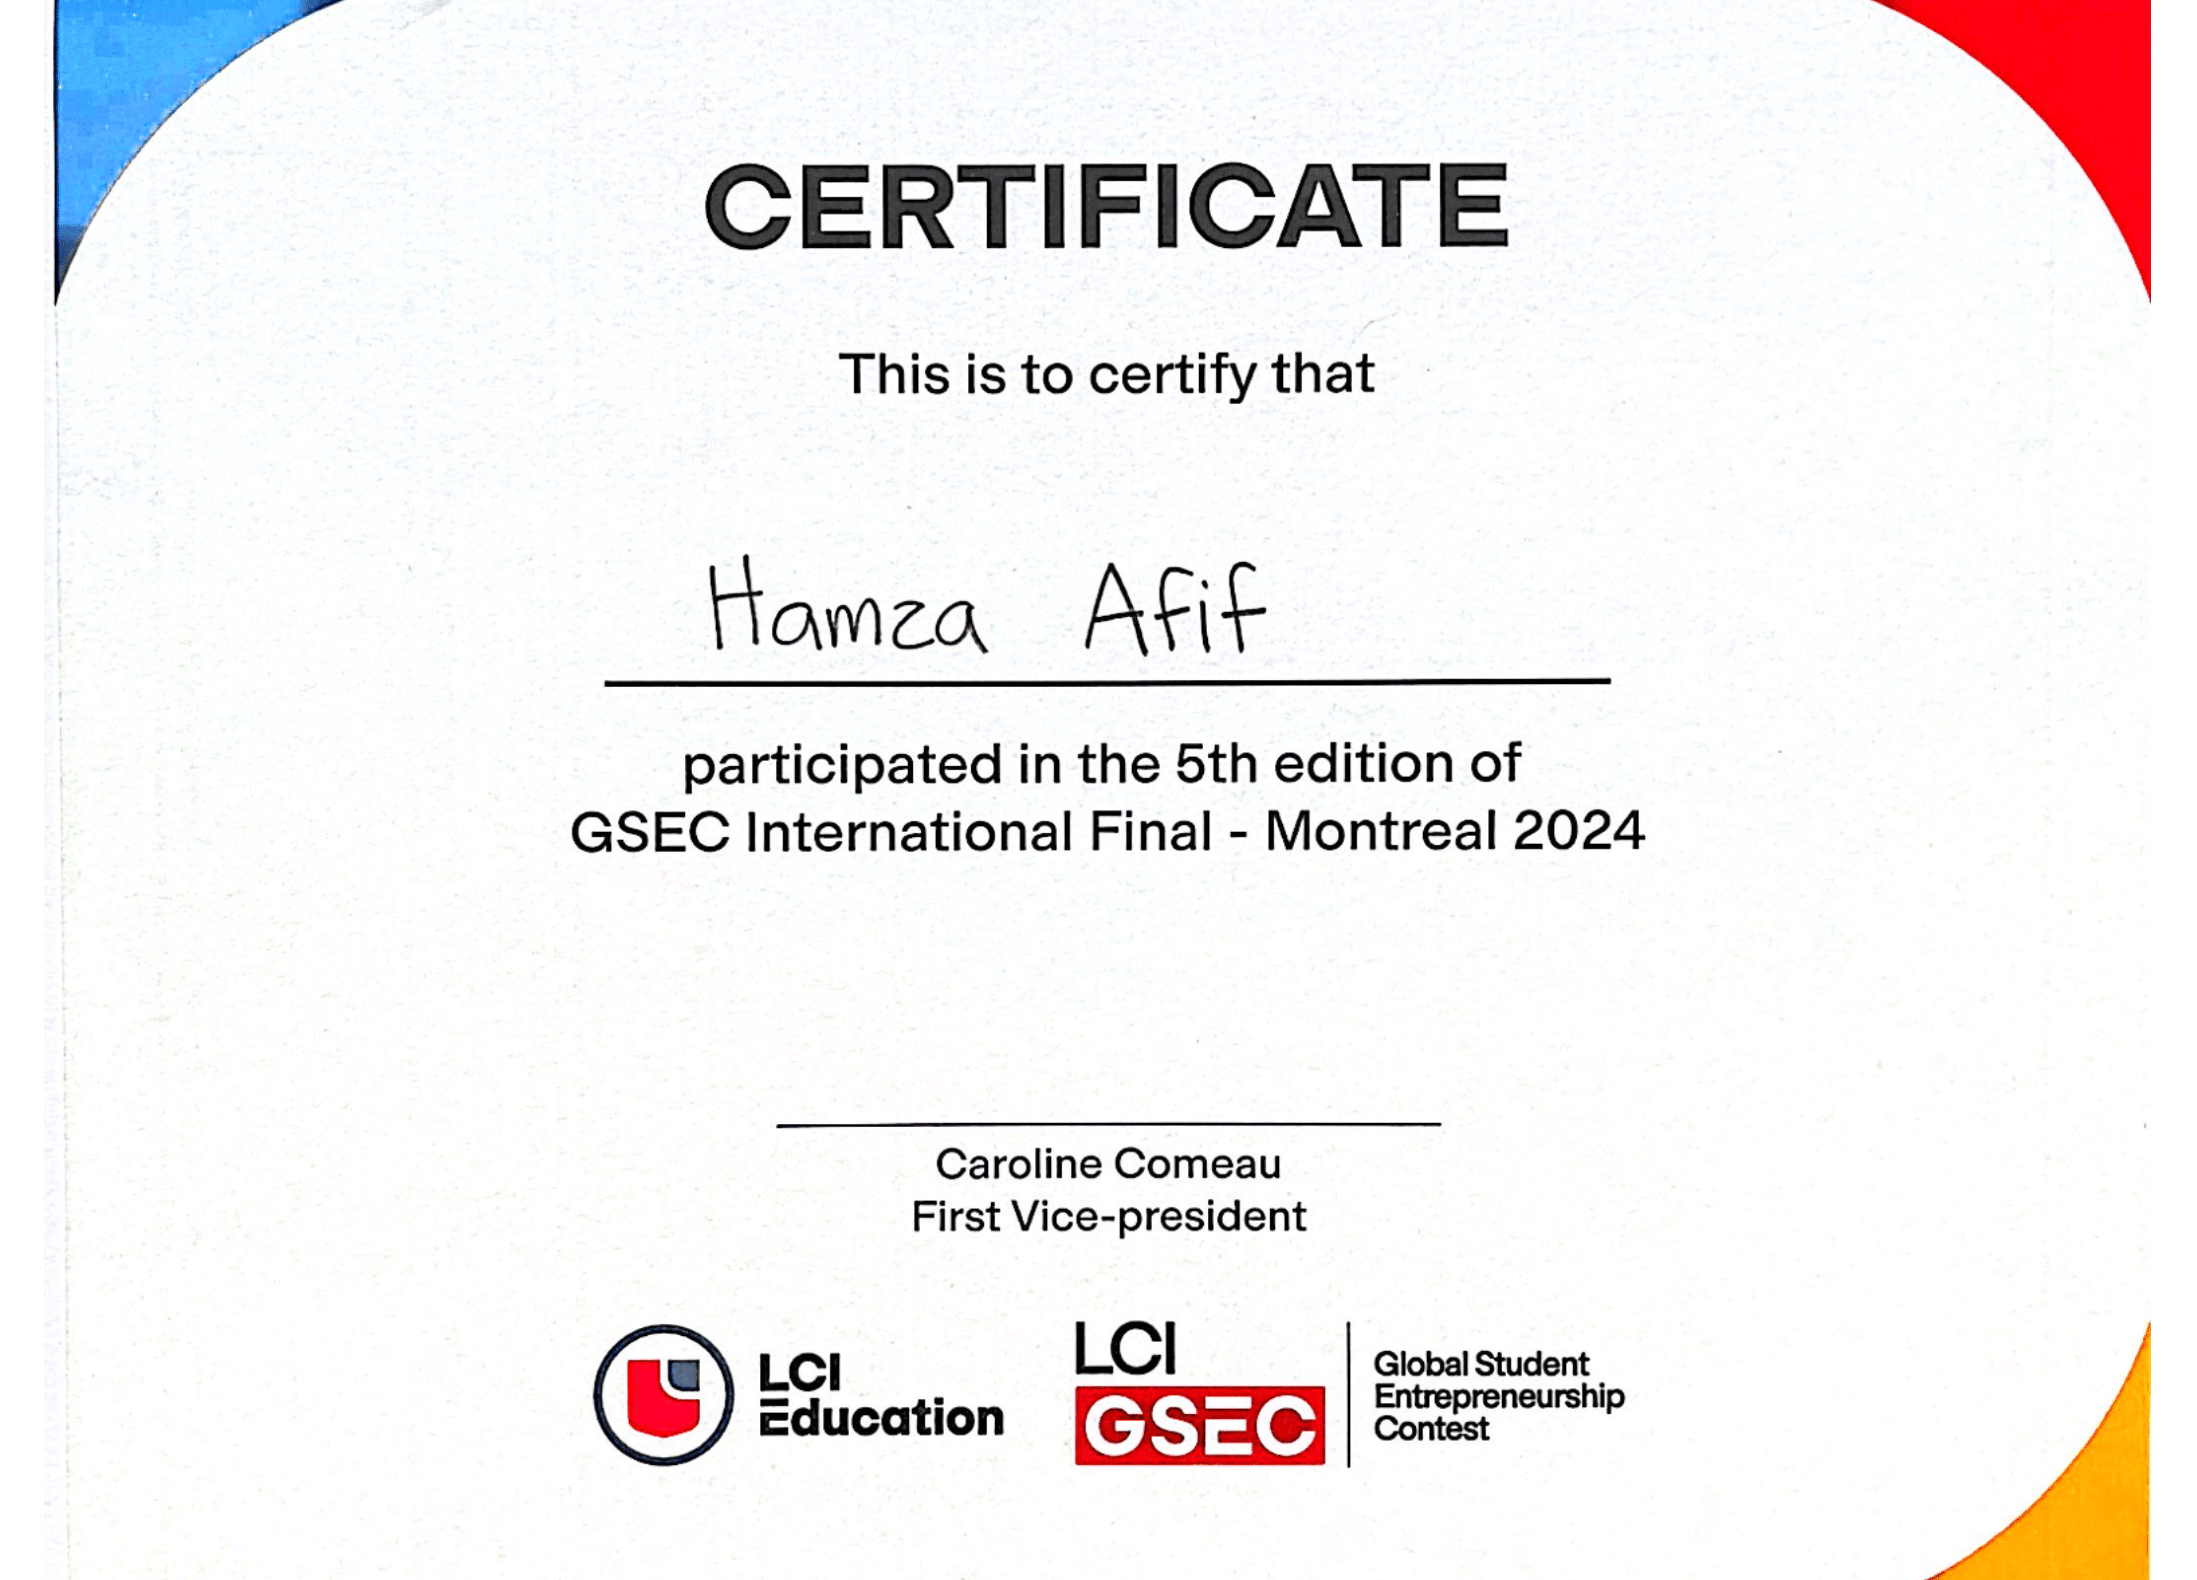 CERTIFICATE
This is to certify that
Hamza Afif
participated in the 5th edition of
GSEC International Final - Montreal 2024
Caroline Comeau
First Vice-president
LCI
Education
LCI
GSEC
Global Student
Entrepreneurship
Contest